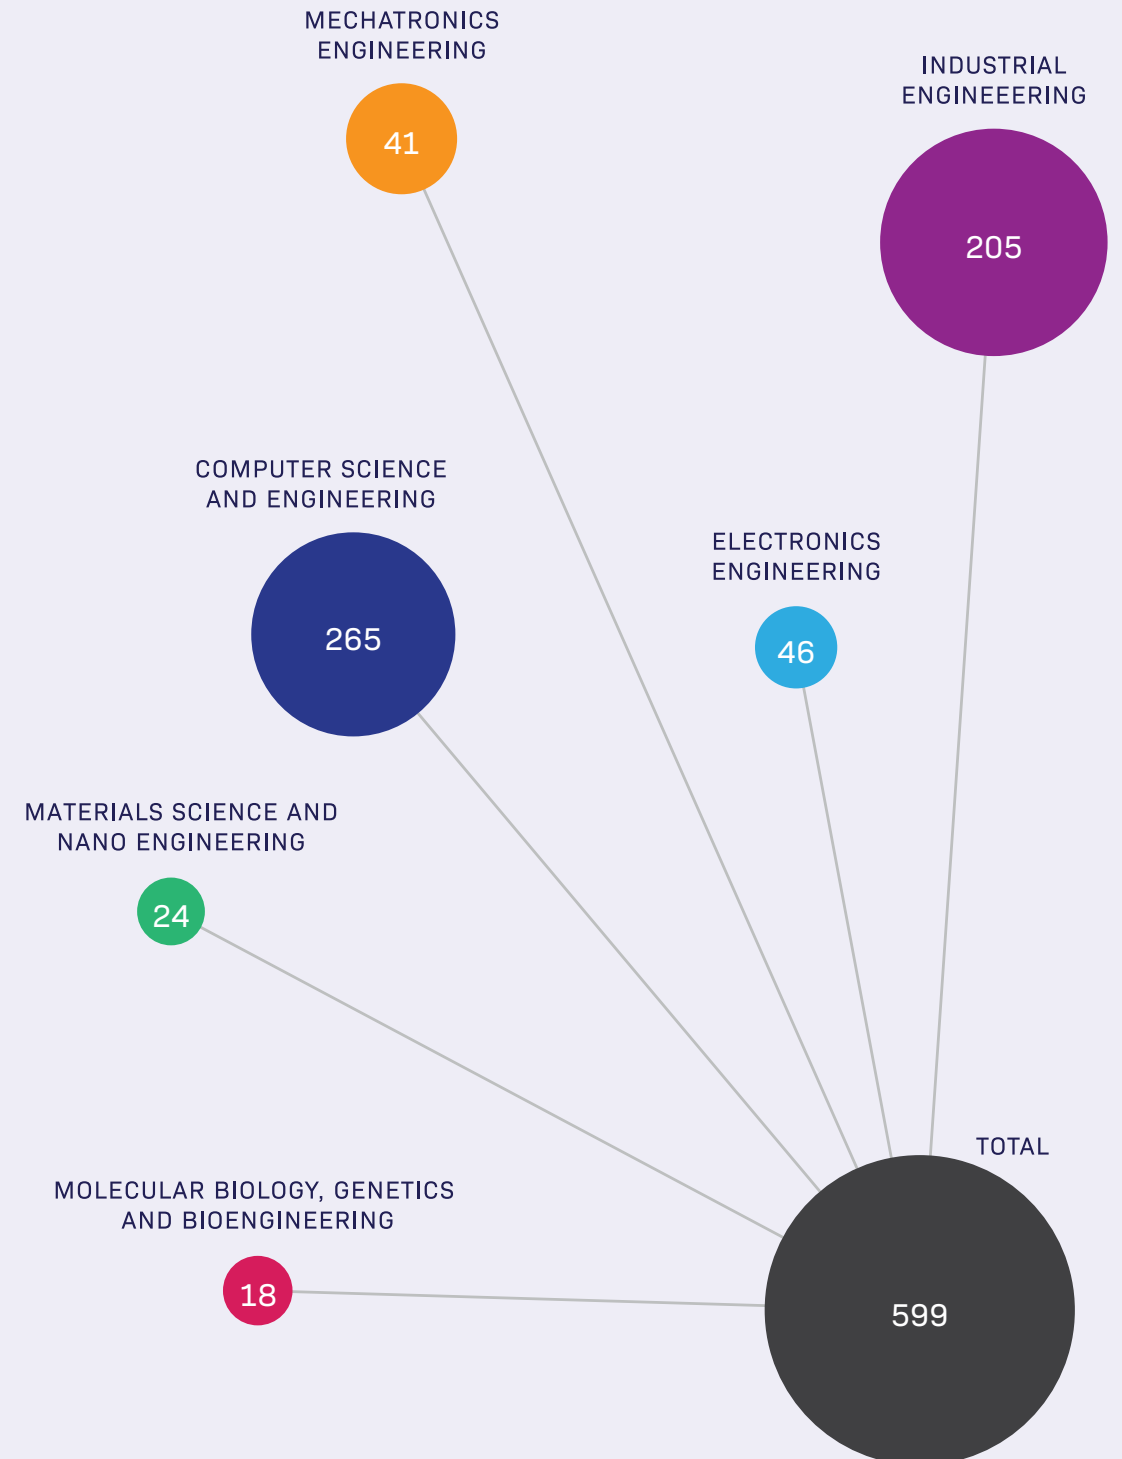 MECHATRONICS
ENGINEERING
41
INDUSTRIAL
ENGINEEERING
205
COMPUTER SCIENCE
AND ENGINEERING
265
ELECTRONICS
ENGINEERING
46
MATERIALS SCIENCE AND
NANO ENGINEERING
24
MOLECULAR BIOLOGY, GENETICS
AND BIOENGINEERING
18
TOTAL
599